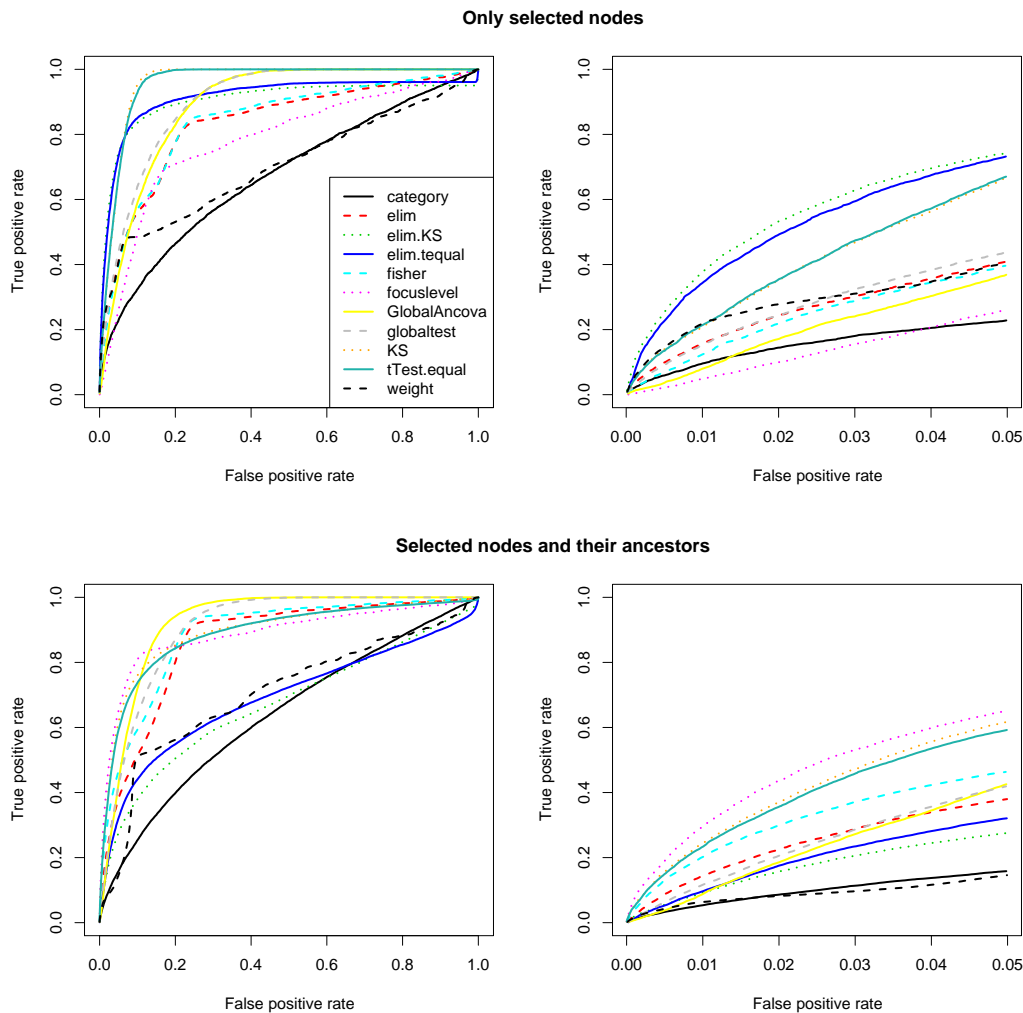 Only selected nodes
True positive rate
0.0 0.2 0.4 0.6 0.8 1.0
category
elim
elim.KS
elim.tequal
fisher
focuslevel
GlobalAncova
globaltest
KS
tTest.equal
weight
0.0 0.2 0.4 0.6 0.8 1.0
False positive rate
True positive rate
0.0 0.2 0.4 0.6 0.8 1.0
0.00 0.01 0.02 0.03 0.04 0.05
False positive rate
Selected nodes and their ancestors
True positive rate
0.0 0.2 0.4 0.6 0.8 1.0
0.0 0.2 0.4 0.6 0.8 1.0
False positive rate
True positive rate
0.0 0.2 0.4 0.6 0.8 1.0
0.00 0.01 0.02 0.03 0.04 0.05
False positive rate